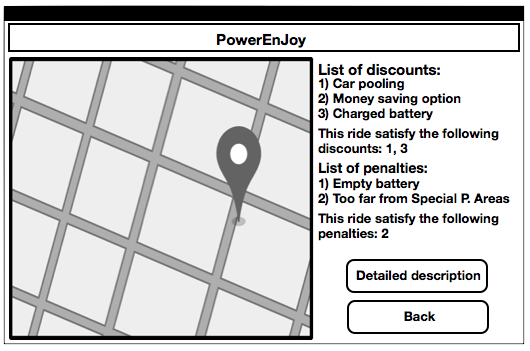 PowerEnJoy
List of discounts:
1) Car pooling
2) Money saving option
3) Charged battery
This ride satisfy the following
discounts: 1, 3
List of penalties:
1) Empty battery
2) Too far from Special P. Areas
This ride satisfy the following
penalties: 2
Detailed description
Back